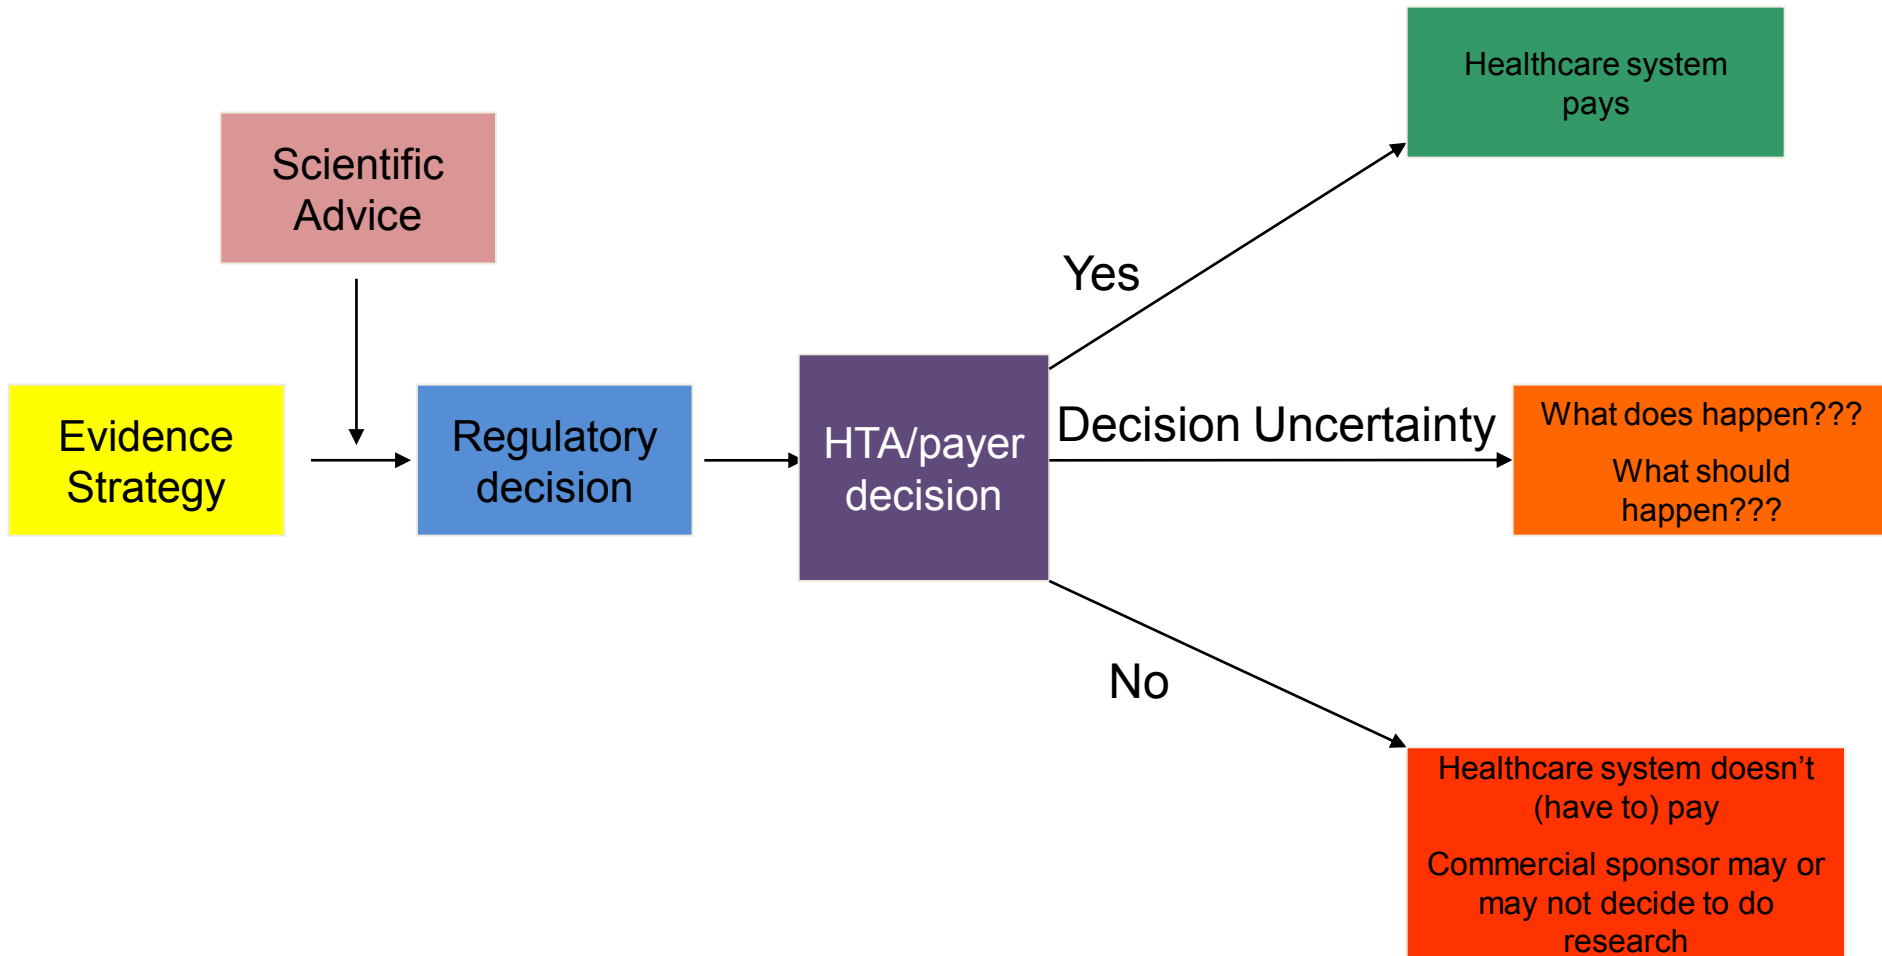 Healthcare system
pays
Scientific
Advice
Yes
Evidence
Strategy
Regulatory
decision
HTA/payer
decision
Decision Uncertainty
What does happen???
What should
happen???
No
Healthcare system doesn’t
(have to) pay
Commercial sponsor may or
may not decide to do
research